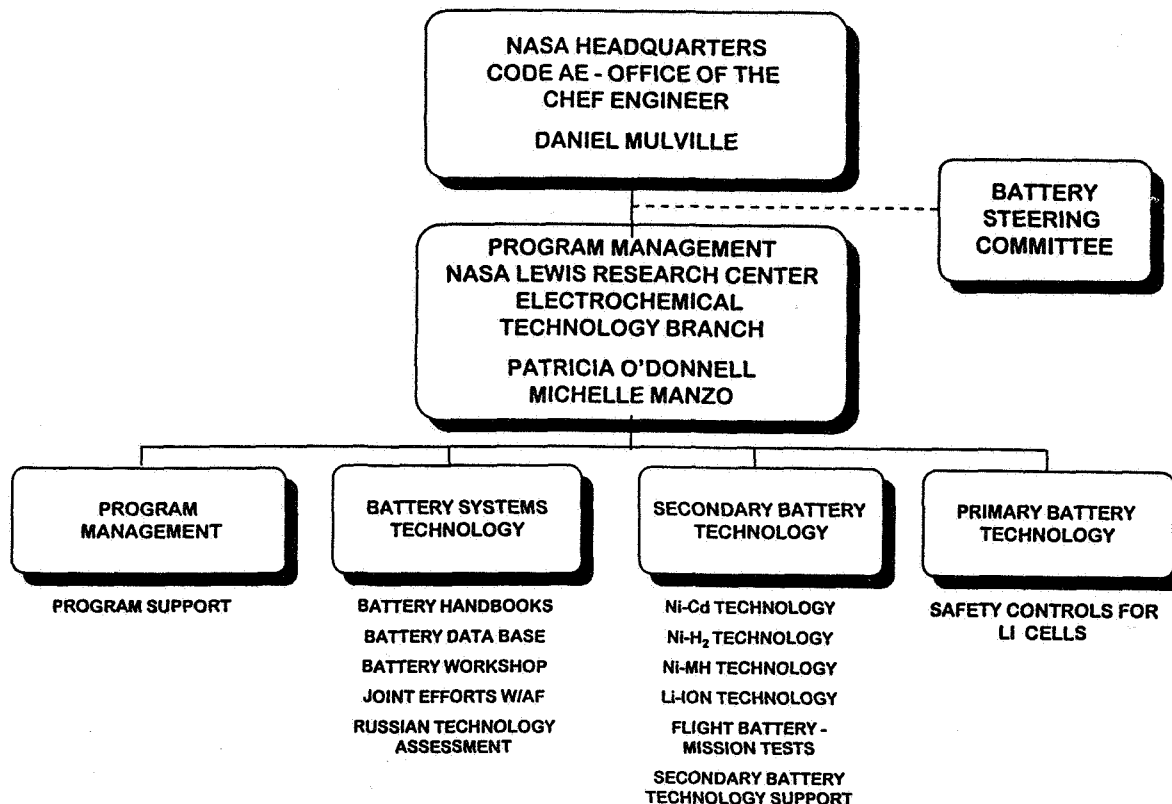 NASA HEADQUARTERS
CODE AE - OFFICE OF THE
CHEF ENGINEER
DANIEL MULVILLE
BATTERY
STEERING
COMMITTEE
PROGRAM MANAGEMENT
NASA LEWIS RESEARCH CENTER
ELECTROCHEMICAL
TECHNOLOGY BRANCH
PATRICIA O'DONNELL
MICHELLE MANZO
PROGRAM
MANAGEMENT
PROGRAM SUPPORT
BATTERY SYSTEMS
TECHNOLOGY
BATTERY HANDBOOKS
BATTERY DATA BASE
BATTERY WORKSHOP
JOINT EFFORTS W/AF
RUSSIAN TECHNOLOGY
ASSESSMENT
SECONDARY BATTERY
TECHNOLOGY
Ni-Cd TECHNOLOGY
Ni-H₂ TECHNOLOGY
Ni-MH TECHNOLOGY
Li-ION TECHNOLOGY
FLIGHT BATTERY -
MISSION TESTS
SECONDARY BATTERY
TECHNOLOGY SUPPORT
PRIMARY BATTERY
TECHNOLOGY
SAFETY CONTROLS FOR
LI CELLS